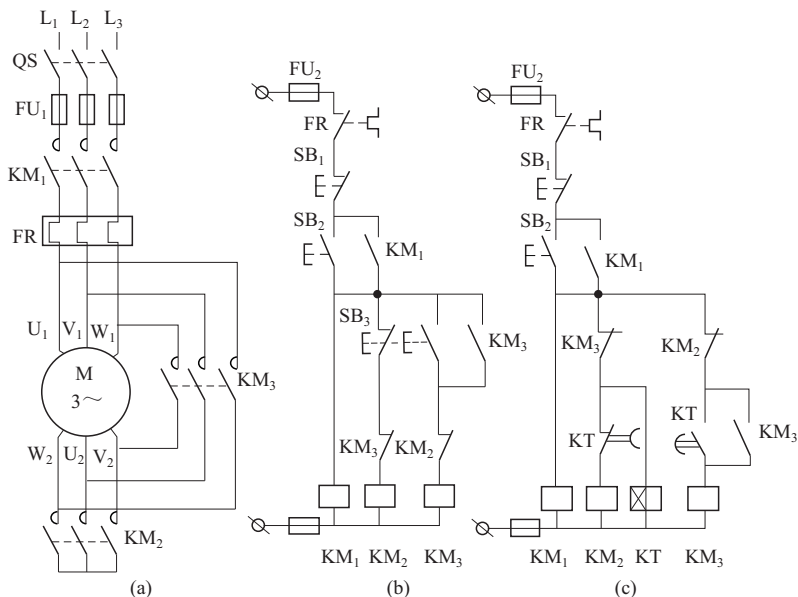 L₁ L₂ L₃
QS
FU₁
KM₁
FR
U₁ V₁ W₁
M
3～
KM₃
W₂ U₂ V₂
KM₂
(a)
FU₂
FR
SB₁
SB₂
KM₁
SB₃
KM₃
KM₃ KM₂
KM₁ KM₂ KM₃
(b)
FU₂
FR
SB₁
SB₂
KM₁
KM₃
KM₂
KT
KT
KM₃
KM₁ KM₂ KT KM₃
(c)